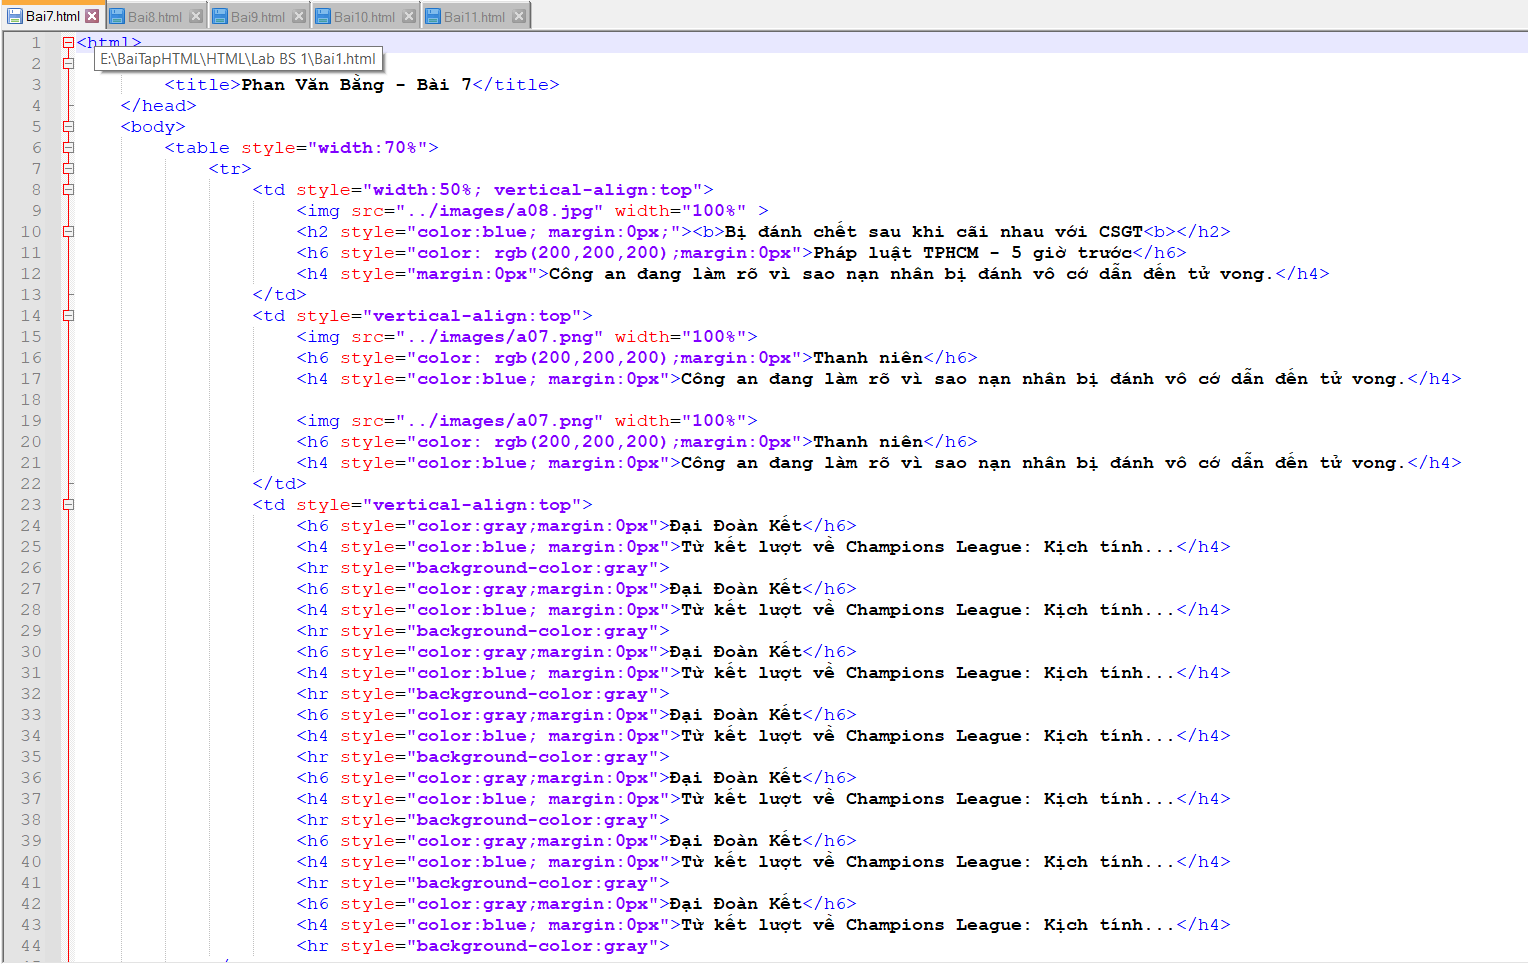 Bai7.html Bai8.html Bai9.html Bai10.html Bai11.html
1 <html>
E:\BaiTapHTML\HTML\Lab BS 1\Bai1.html
2
3 <title>Phan Văn Bằng - Bài 7</title>
4 </head>
5 <body>
6 <table style="width:70%">
7 <tr>
8 <td style="width:50%; vertical-align:top">
9 <img src="../images/a08.jpg" width="100%" >
10 <h2 style="color:blue; margin:0px;"><b>Bị đánh chết sau khi cãi nhau với CSGT<b></h2>
11 <h6 style="color: rgb(200,200,200);margin:0px">Pháp luật TPHCM - 5 giờ trước</h6>
12 <h4 style="margin:0px">Công an đang làm rõ vì sao nạn nhân bị đánh vô cớ dẫn đến tử vong.</h4>
13 </td>
14 <td style="vertical-align:top">
15 <img src="../images/a07.png" width="100%">
16 <h6 style="color: rgb(200,200,200);margin:0px">Thanh niên</h6>
17 <h4 style="color:blue; margin:0px">Công an đang làm rõ vì sao nạn nhân bị đánh vô cớ dẫn đến tử vong.</h4>
18
19 <img src="../images/a07.png" width="100%">
20 <h6 style="color: rgb(200,200,200);margin:0px">Thanh niên</h6>
21 <h4 style="color:blue; margin:0px">Công an đang làm rõ vì sao nạn nhân bị đánh vô cớ dẫn đến tử vong.</h4>
22 </td>
23 <td style="vertical-align:top">
24 <h6 style="color:gray;margin:0px">Đại Đoàn Kết</h6>
25 <h4 style="color:blue; margin:0px">Từ kết lượt về Champions League: Kịch tính...</h4>
26 <hr style="background-color:gray">
27 <h6 style="color:gray;margin:0px">Đại Đoàn Kết</h6>
28 <h4 style="color:blue; margin:0px">Từ kết lượt về Champions League: Kịch tính...</h4>
29 <hr style="background-color:gray">
30 <h6 style="color:gray;margin:0px">Đại Đoàn Kết</h6>
31 <h4 style="color:blue; margin:0px">Từ kết lượt về Champions League: Kịch tính...</h4>
32 <hr style="background-color:gray">
33 <h6 style="color:gray;margin:0px">Đại Đoàn Kết</h6>
34 <h4 style="color:blue; margin:0px">Từ kết lượt về Champions League: Kịch tính...</h4>
35 <hr style="background-color:gray">
36 <h6 style="color:gray;margin:0px">Đại Đoàn Kết</h6>
37 <h4 style="color:blue; margin:0px">Từ kết lượt về Champions League: Kịch tính...</h4>
38 <hr style="background-color:gray">
39 <h6 style="color:gray;margin:0px">Đại Đoàn Kết</h6>
40 <h4 style="color:blue; margin:0px">Từ kết lượt về Champions League: Kịch tính...</h4>
41 <hr style="background-color:gray">
42 <h6 style="color:gray;margin:0px">Đại Đoàn Kết</h6>
43 <h4 style="color:blue; margin:0px">Từ kết lượt về Champions League: Kịch tính...</h4>
44 <hr style="background-color:gray">